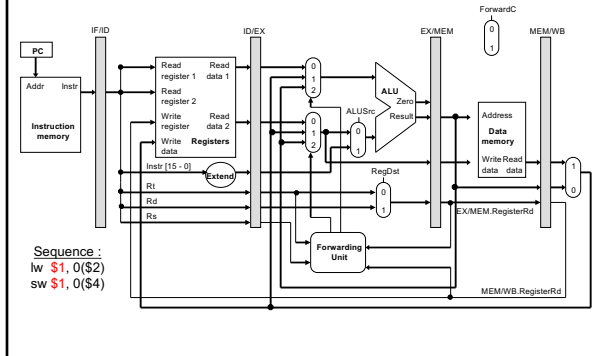 ForwardC
IF/ID
ID/EX
EX/MEM
MEM/WB
0
1
PC
Addr Instr
Instruction
memory
Read
register 1
Read
data 1
Read
register 2
Write
register
Read
data 2
Registers
Write
data
0
1
2
0
1
2
ALU
Zero
Result
ALUSrc
0
1
Address
Data
memory
Write
data
Read
data
1
0
Instr [15 - 0]
Extend
RegDst
0
1
Rt
Rd
Rs
EX/MEM.RegisterRd
Forwarding
Unit
MEM/WB.RegisterRd
Sequence :
lw $1, 0($2)
sw $1, 0($4)